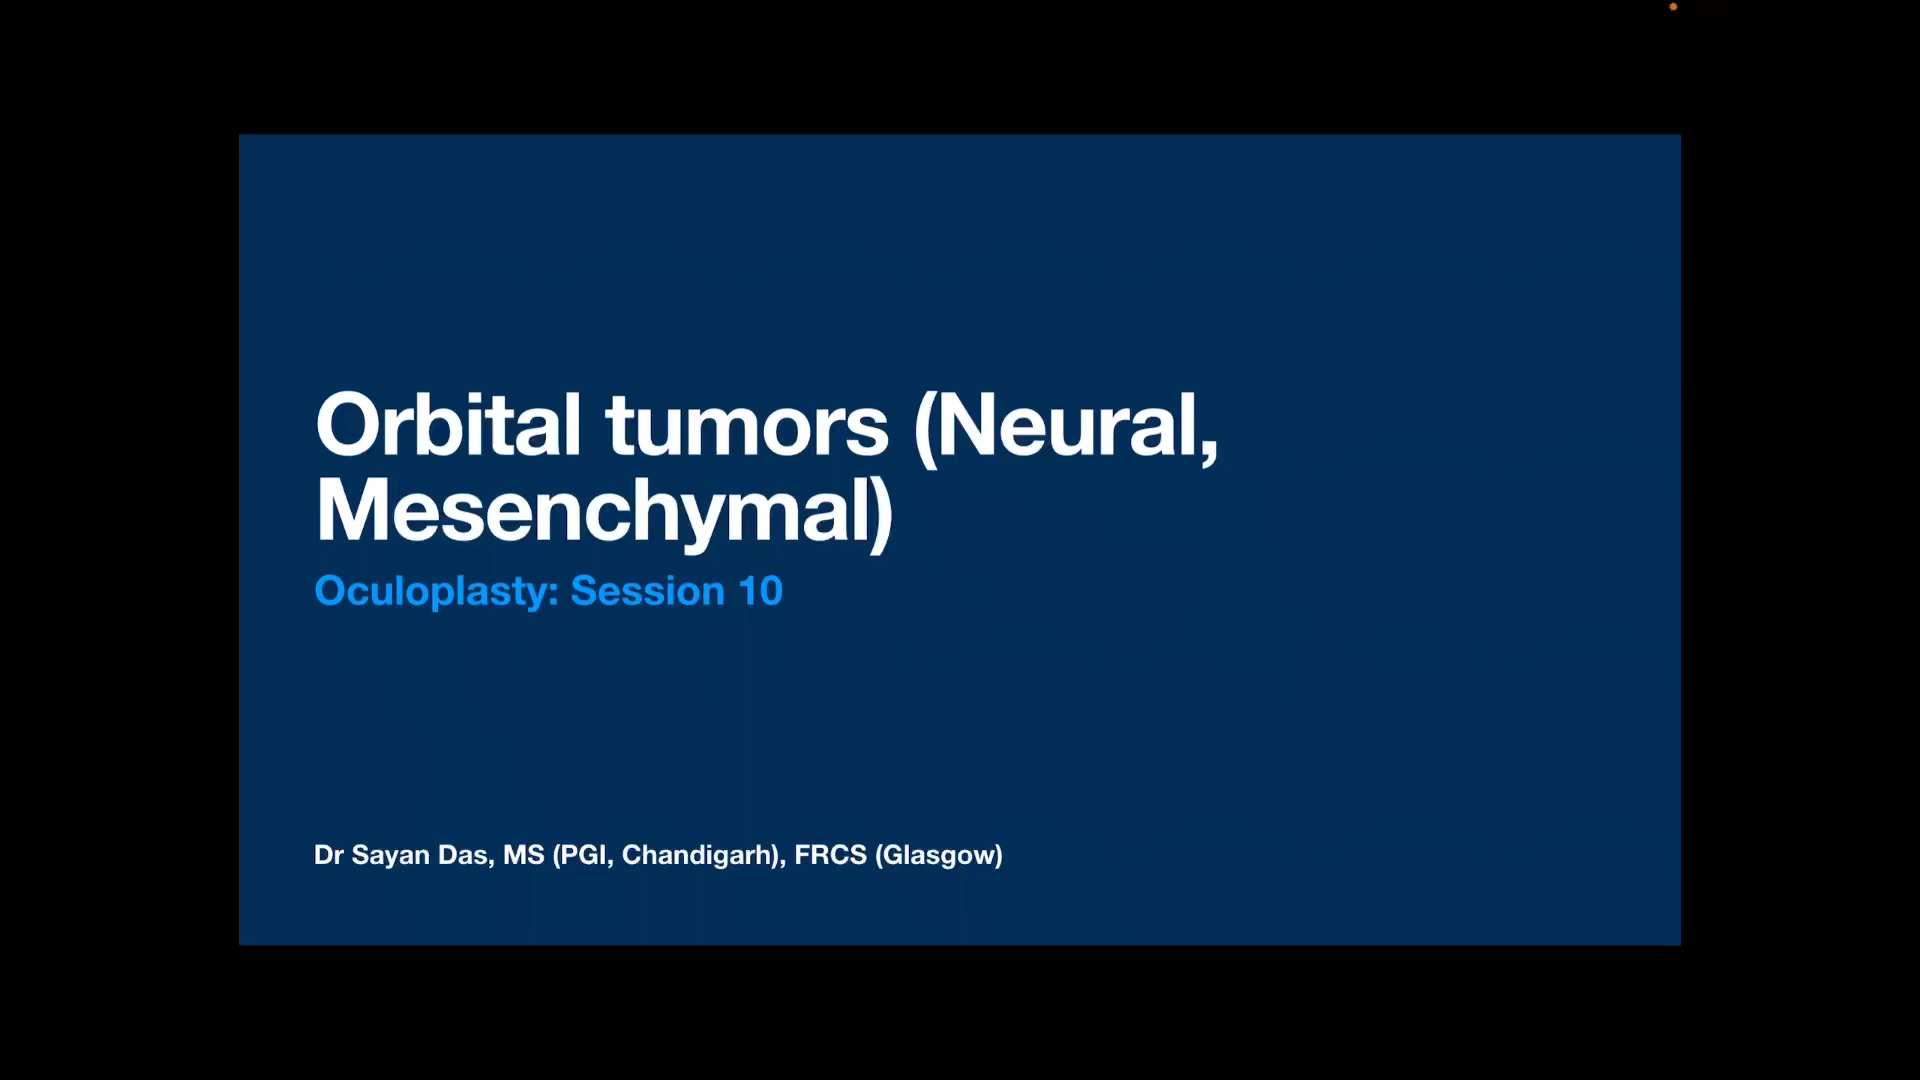 Orbital tumors (Neural,
Mesenchymal)
Oculoplasty: Session 10
Dr Sayan Das, MS (PGI, Chandigarh), FRCS (Glasgow)